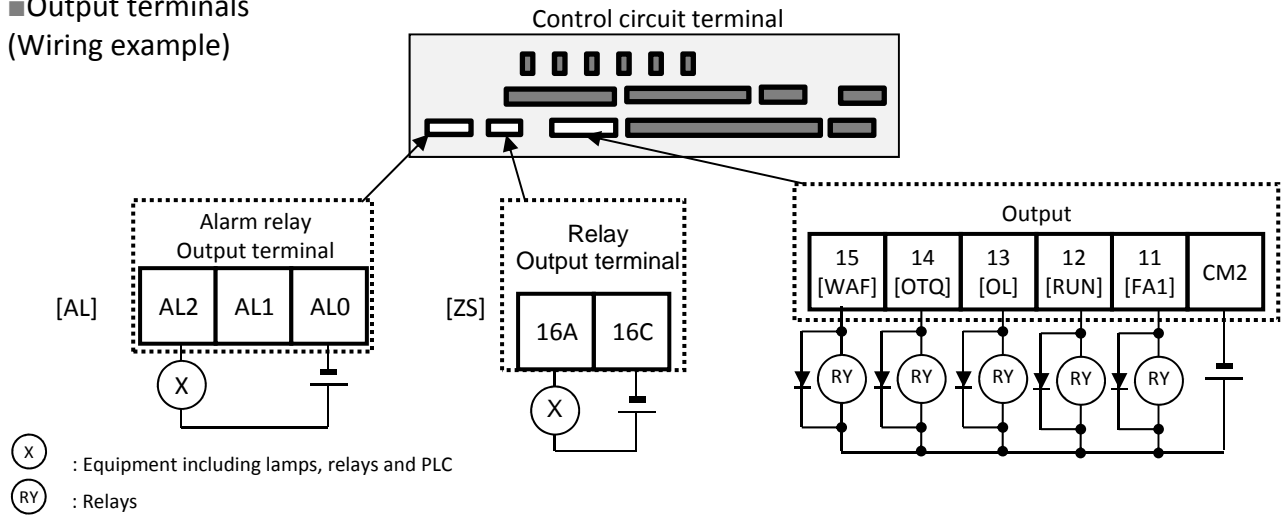 ■Output terminals
(Wiring example)
Control circuit terminal
Alarm relay
Output terminal
[AL]
AL2 AL1 AL0
X
Relay
Output terminal
[ZS]
16A 16C
X
Output
15 14 13 12 11 CM2
[WAF] [OTQ] [OL] [RUN] [FA1]
RY RY RY RY RY
X : Equipment including lamps, relays and PLC
RY : Relays